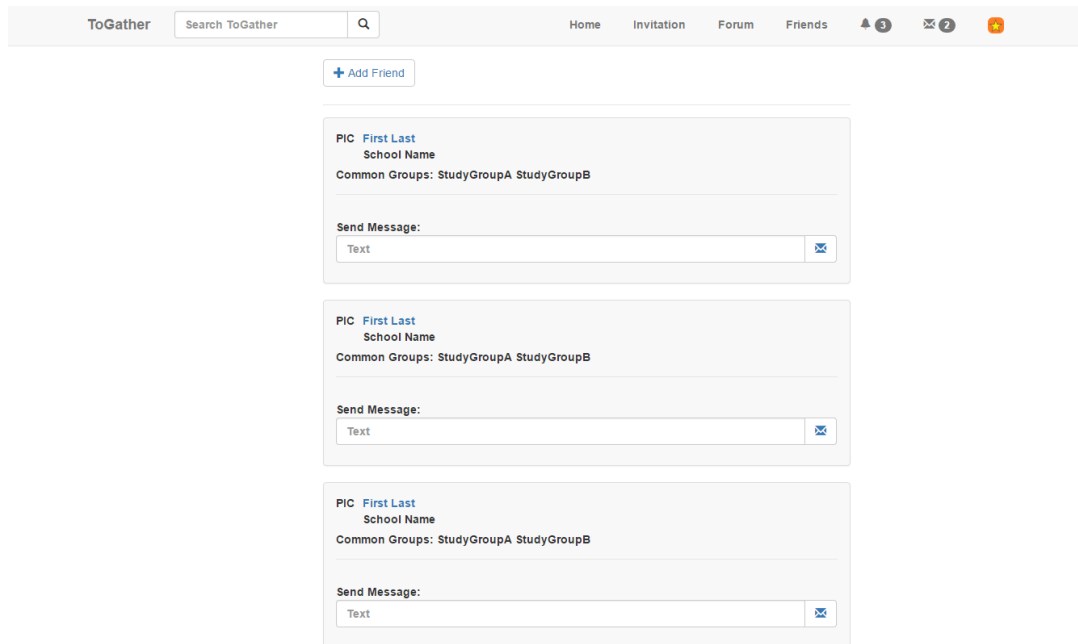 ToGather Search ToGather Home Invitation Forum Friends 3 2
Add Friend
PIC First Last
School Name
Common Groups: StudyGroupA StudyGroupB
Send Message:
Text
PIC First Last
School Name
Common Groups: StudyGroupA StudyGroupB
Send Message:
Text
PIC First Last
School Name
Common Groups: StudyGroupA StudyGroupB
Send Message:
Text